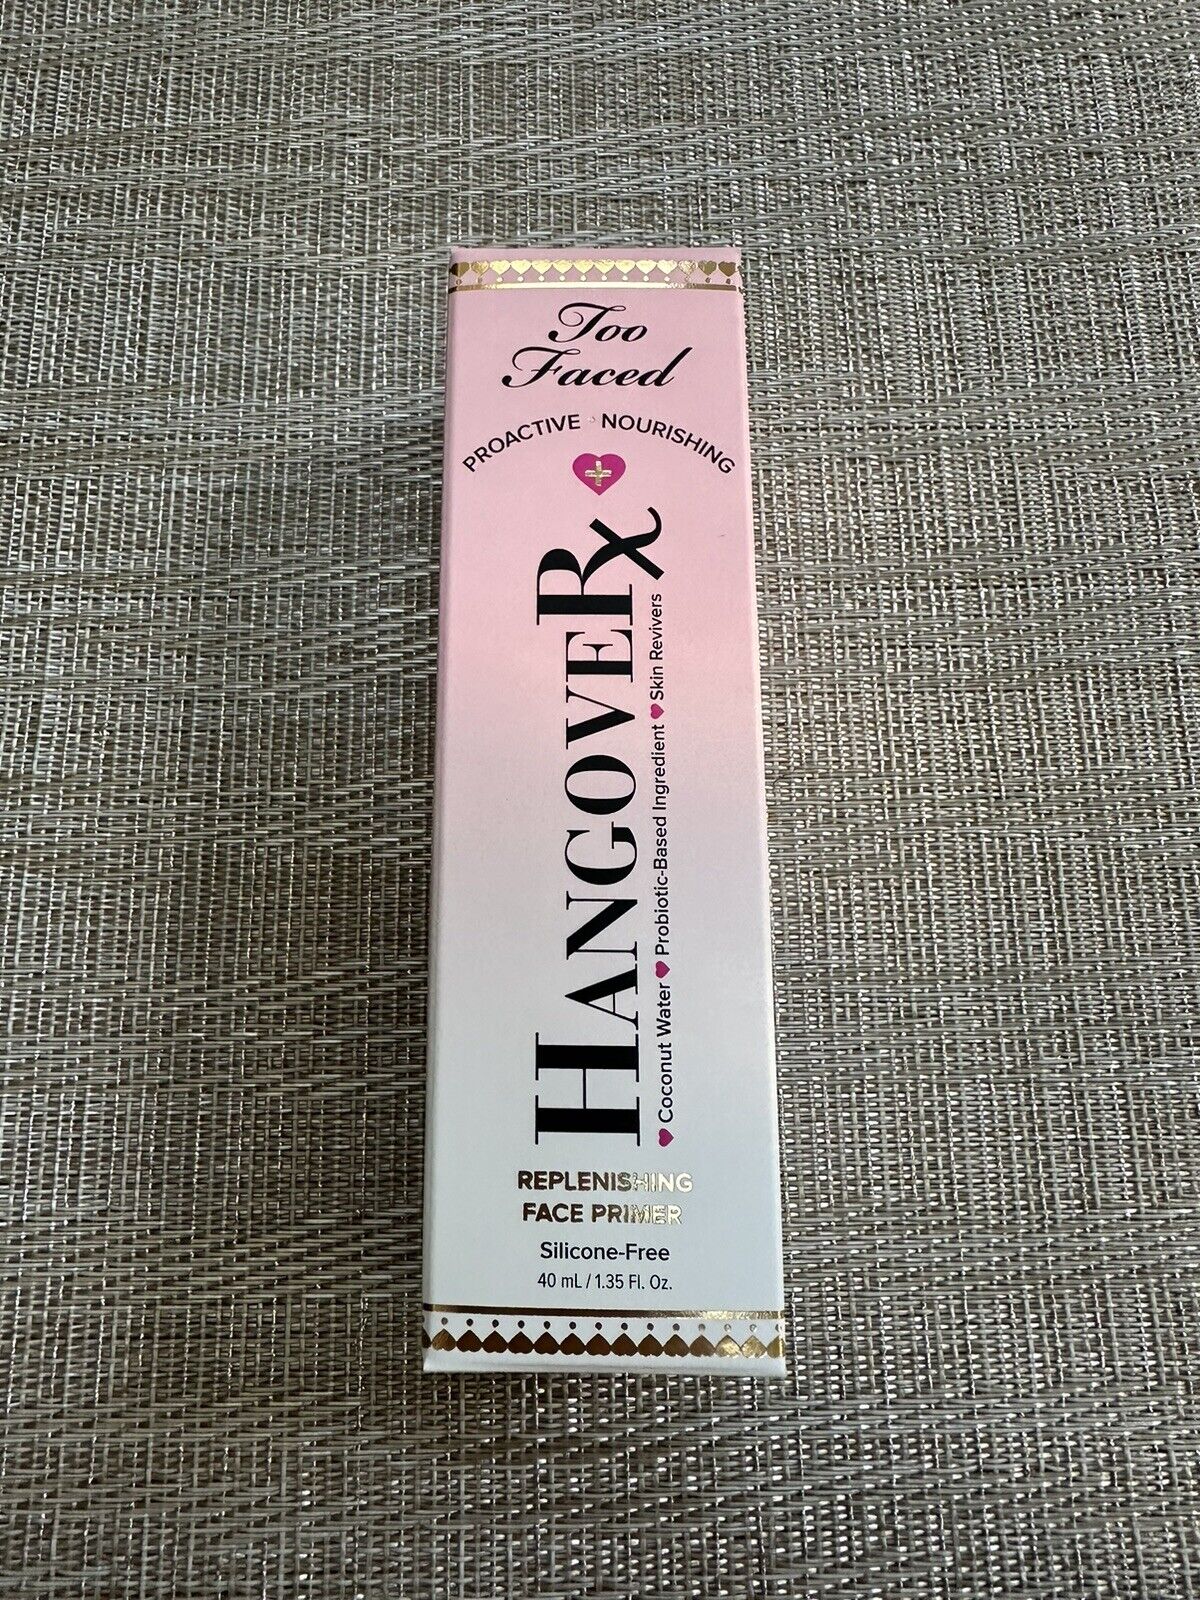 Too
Faced
PROACTIVE • NOURISHING
HANGOVERx
♥ Coconut Water ♥ Probiotic-Based Ingredient ♥ Skin Revivers
REPLENISHING
FACE PRIMER
Silicone-Free
40 mL / 1.35 Fl. Oz.